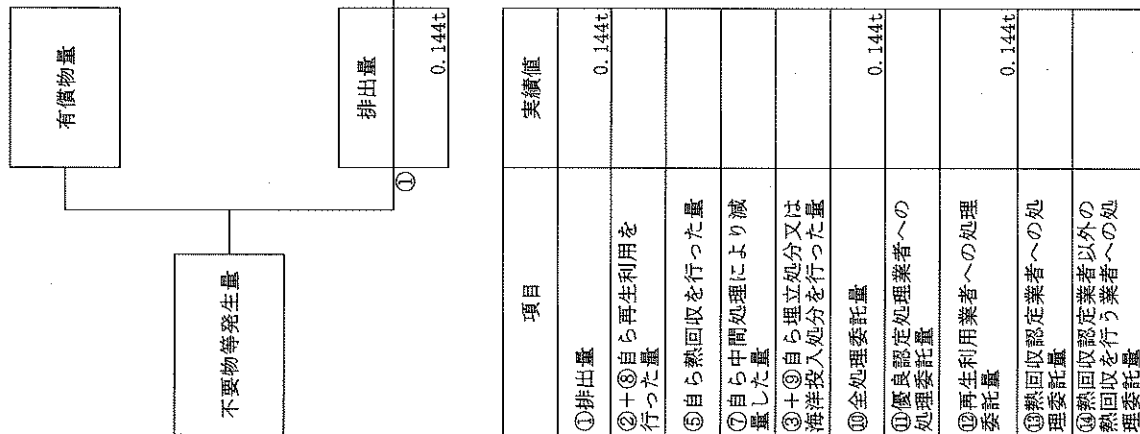 有償物量
不要物等発生量
排出量
①
0.144t
項目
実績値
①排出量
0.144t
②+⑧自ら再生利用を
行った量
⑤自ら熱回収を行った量
⑦自ら中間処理により減
量した量
③+⑨自ら埋立処分又は
海洋投入処分を行った量
⑩全処理委託量
0.144t
⑪優良認定処理業者への
処理委託量
⑫再生利用業者への処理
委託量
0.144t
⑬熱回収認定業者への処
理委託量
⑭熱回収認定業者以外の
熱回収を行う業者への処
理委託量